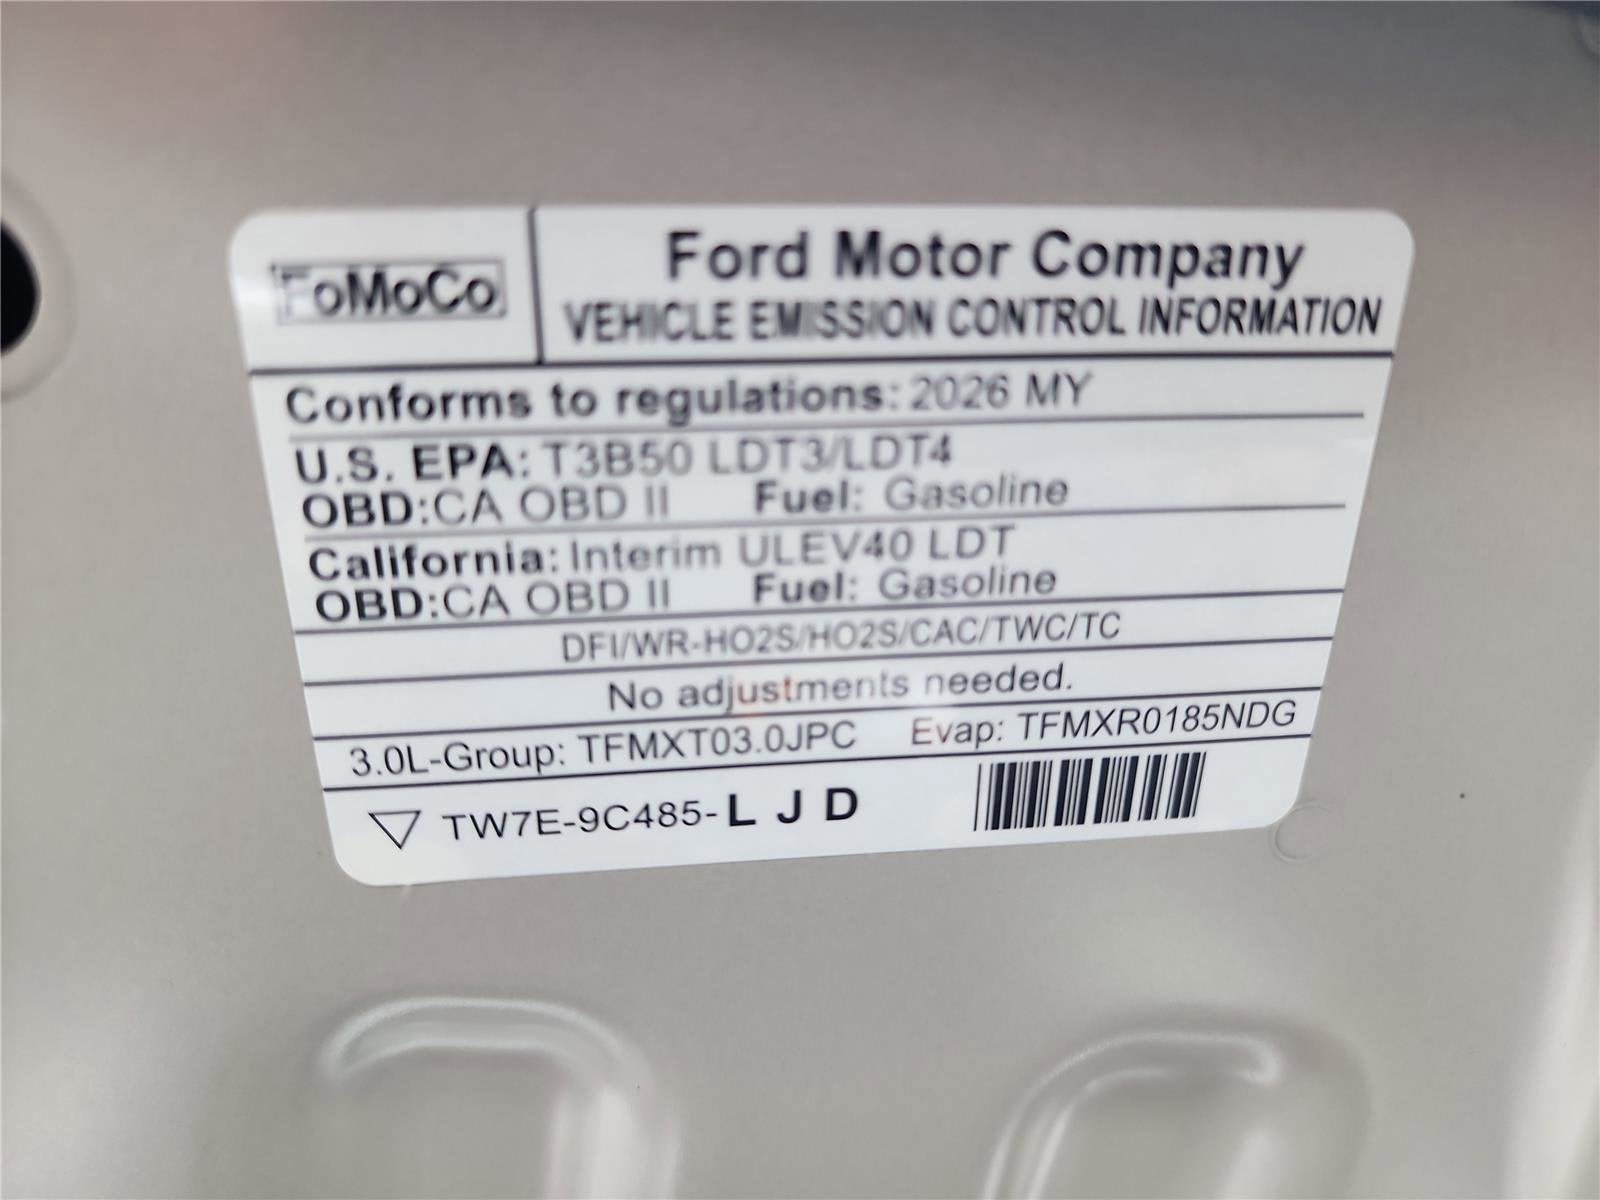 FoMoCo
Ford Motor Company
VEHICLE EMISSION CONTROL INFORMATION
Conforms to regulations: 2026 MY
U.S. EPA: T3B50 LDT3/LDT4
OBD:CA OBD II Fuel: Gasoline
California: Interim ULEV40 LDT
OBD:CA OBD II Fuel: Gasoline
DFI/WR-HO2S/HO2S/CAC/TWC/TC
No adjustments needed.
3.0L-Group: TFMXT03.0JPC Evap: TFMXR0185NDG
TW7E-9C485-L J D